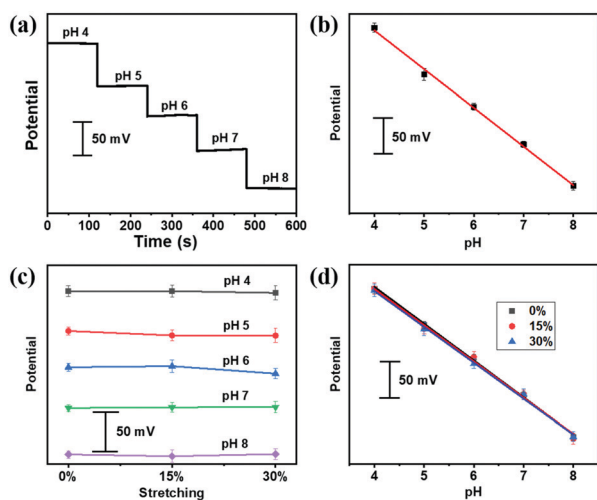 (a)
pH 4
pH 5
pH 6
pH 7
pH 8
50 mV
Potential
0 100 200 300 400 500 600
Time (s)
(b)
50 mV
Potential
4 5 6 7 8
pH
(c)
pH 4
pH 5
pH 6
pH 7
50 mV
pH 8
Potential
0% 15% 30%
Stretching
(d)
0%
15%
30%
50 mV
Potential
4 5 6 7 8
pH